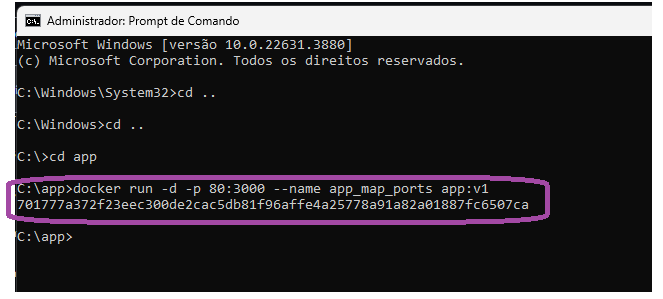 Administrador: Prompt de Comando
Microsoft Windows [versão 10.0.22631.3880]
(c) Microsoft Corporation. Todos os direitos reservados.
C:\Windows\System32>cd ..
C:\Windows>cd ..
C:\>cd app
C:\app>docker run -d -p 80:3000 --name app_map_ports app:v1
701777a372f23eec300de2cac5db81f96affe4a25778a91a82a01887fc6507ca
C:\app>